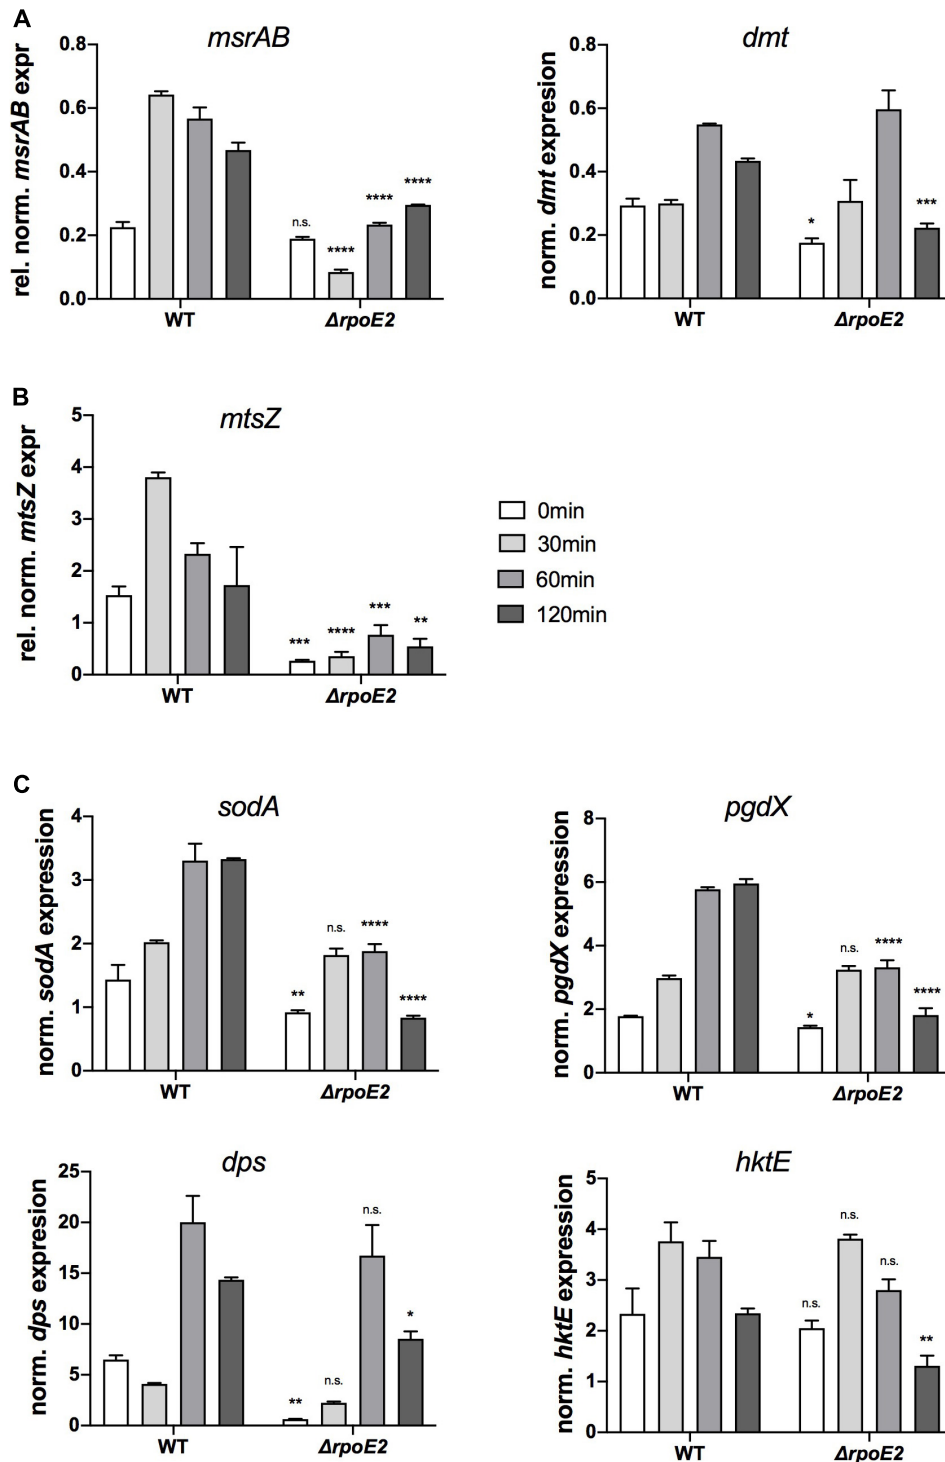 A
msrAB
rel. norm. msrAB expr
0.8
0.6
0.4
0.2
0.0
n.s.
****
****
****
WT
ΔrpoE2
dmt
norm. dmt expresion
0.8
0.6
0.4
0.2
0.0
*
***
WT
ΔrpoE2
B
mtsZ
rel. norm. mtsZ expr
5
4
3
2
1
0
***
****
***
**
WT
ΔrpoE2
0min
30min
60min
120min
C
sodA
norm. sodA expression
4
3
2
1
0
**
n.s.
****
****
WT
ΔrpoE2
pgdX
norm. pgdX expression
8
6
4
2
0
*
n.s.
****
****
WT
ΔrpoE2
dps
norm. dps expresion
25
20
15
10
5
0
**
n.s.
n.s.
*
WT
ΔrpoE2
hktE
norm. hktE expression
5
4
3
2
1
0
n.s.
n.s.
n.s.
**
WT
ΔrpoE2